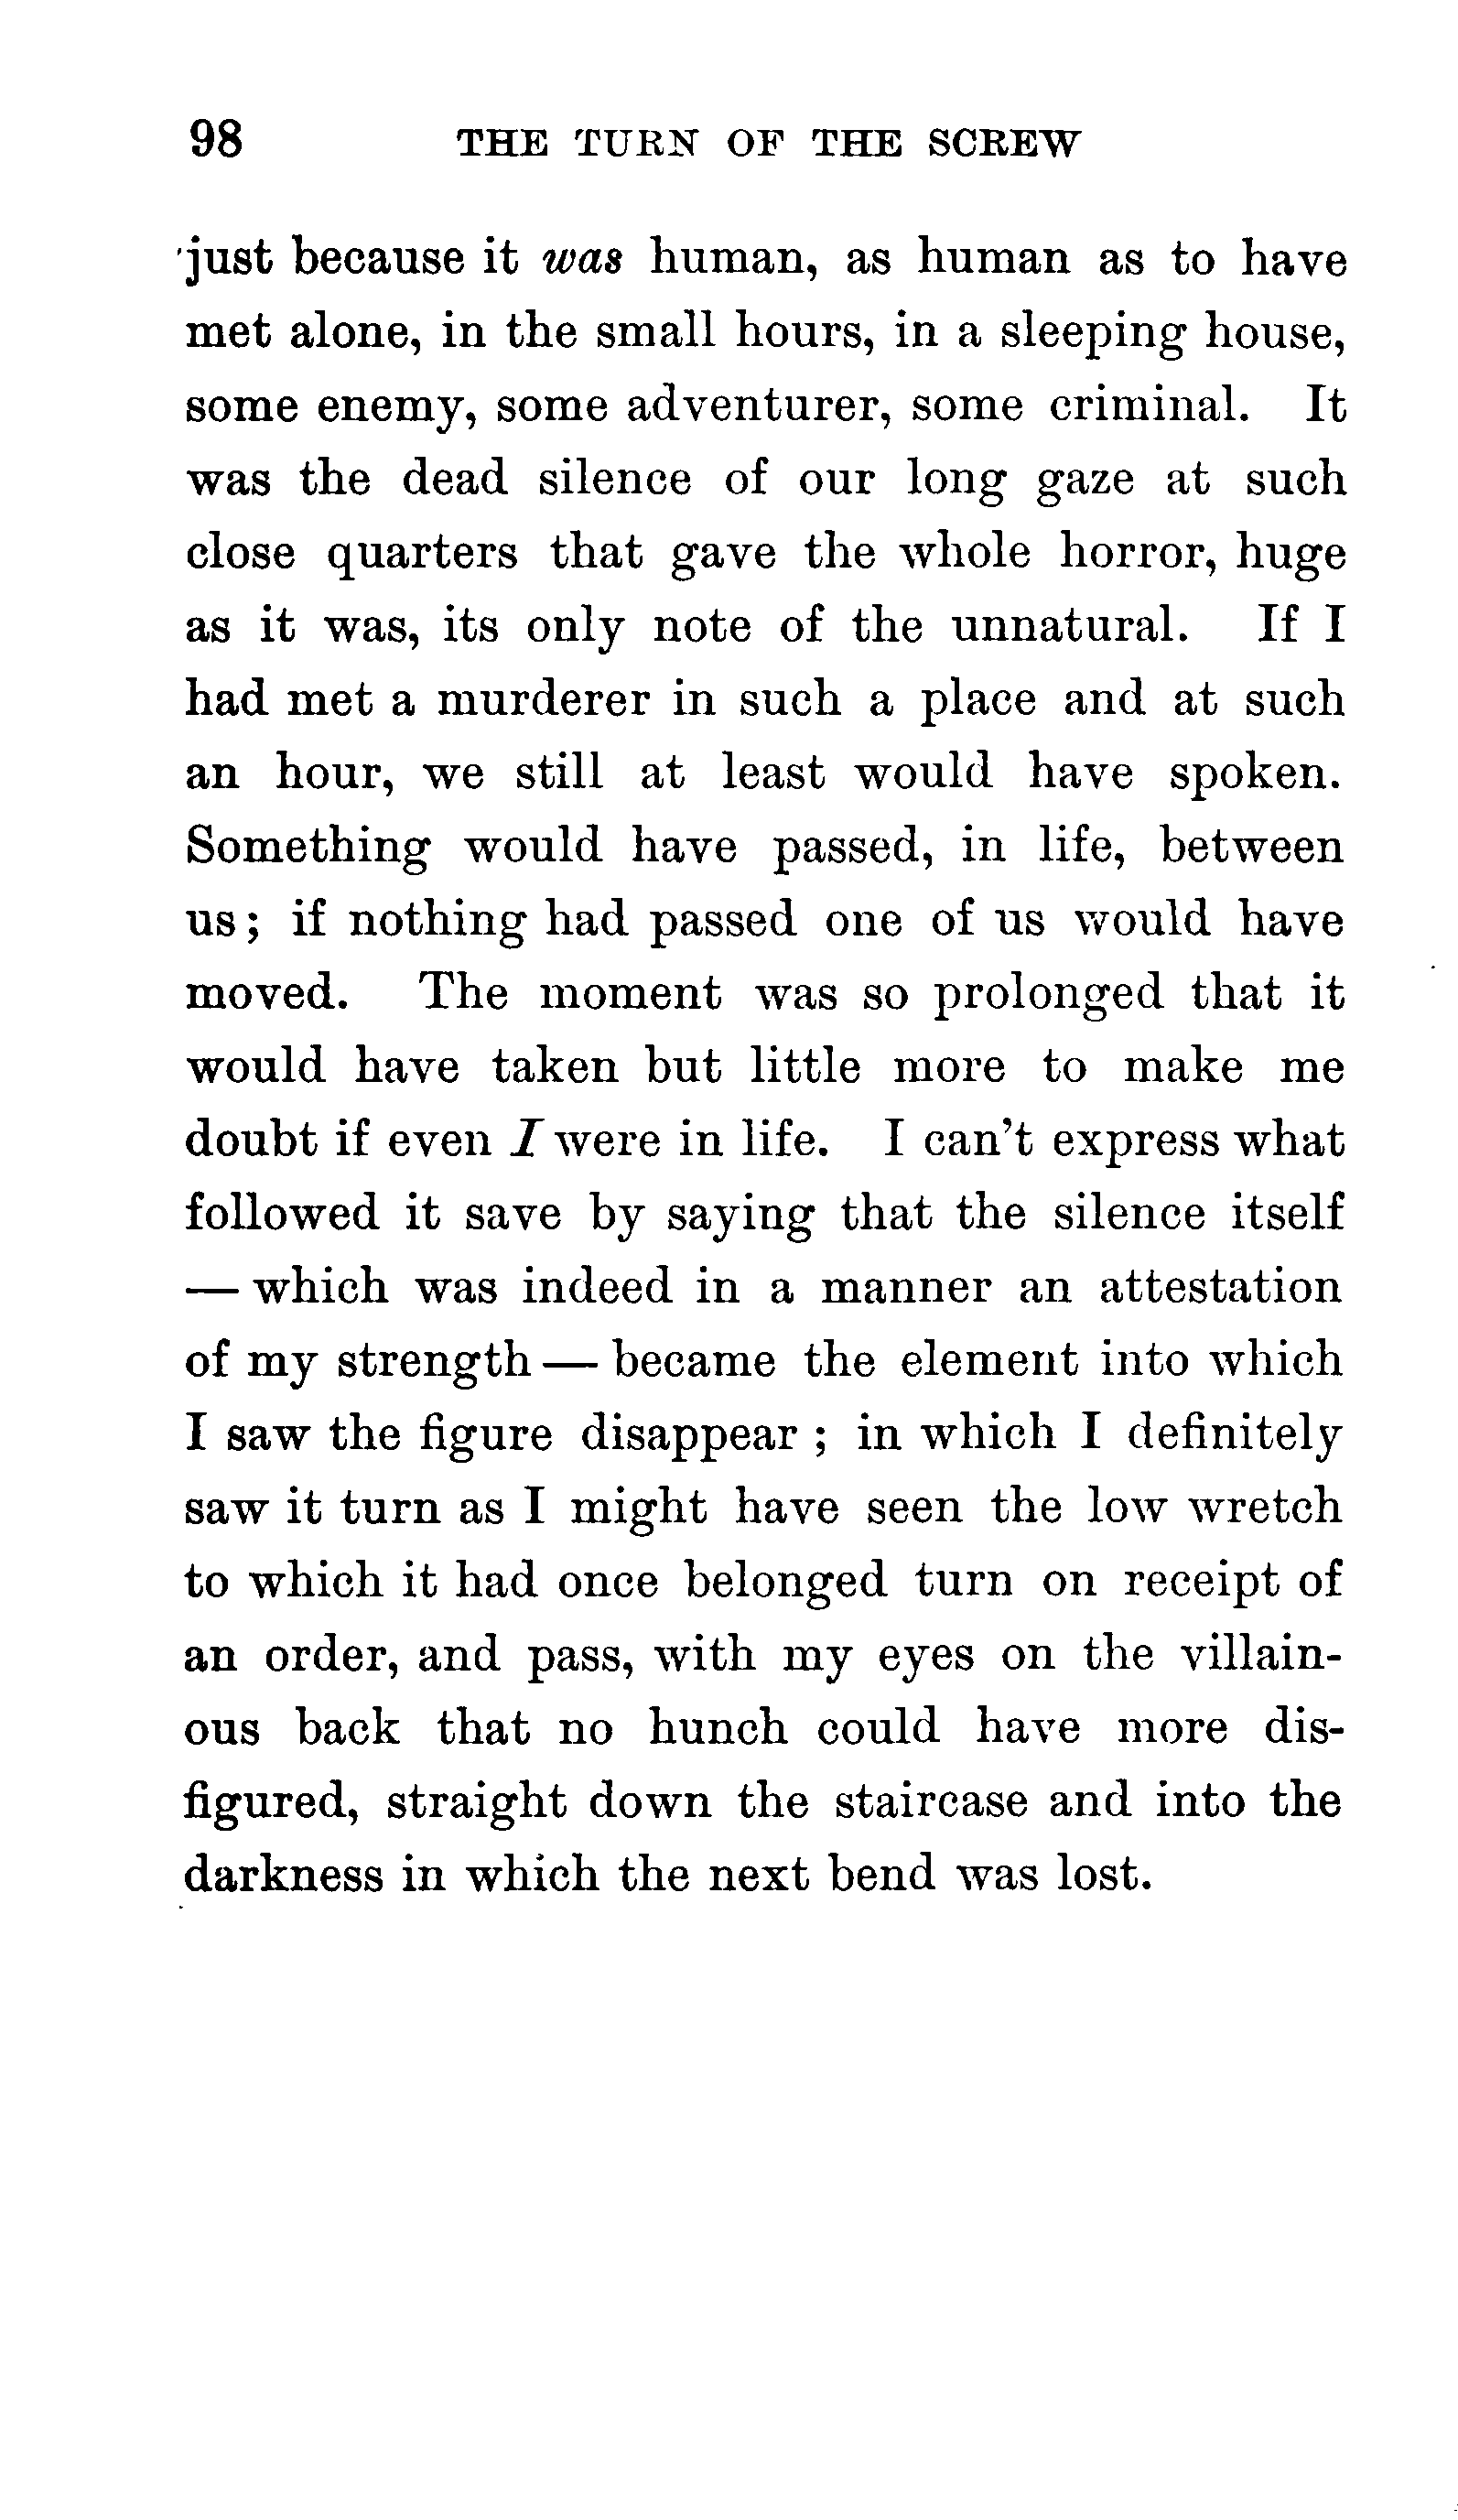 98 THE TURN OF THE SCREW
just because it was human, human as to have
met alone, in the small hours, in a sleeping house,
some enemy, some adventurer, some criminal. It
was the dead silence of our long gaze at such
close quarters that gave the whole horror, huge
as it was, its only note of the unnatural. If I
had met a murderer in such a place and at such
an hour, we still at least would have spoken.
Something would have passed, in life, between
us; if nothing had passed one of us would have
moved. The moment was so prolonged that it
would have taken but little more to make me
doubt if even I were in life. I can't express what
followed it save by saying that the silence itself
— which was indeed in a manner an attestation
of my strength — became the element into which
I saw the figure disappear; in which I definitely
saw it turn as I might have seen the low wretch
to which it had once belonged turn on receipt of
an order, and pass, with my eyes on the villain-
ous back that no hunch could have more dis-
figured, straight down the staircase and into the
darkness in which the next bend was lost.